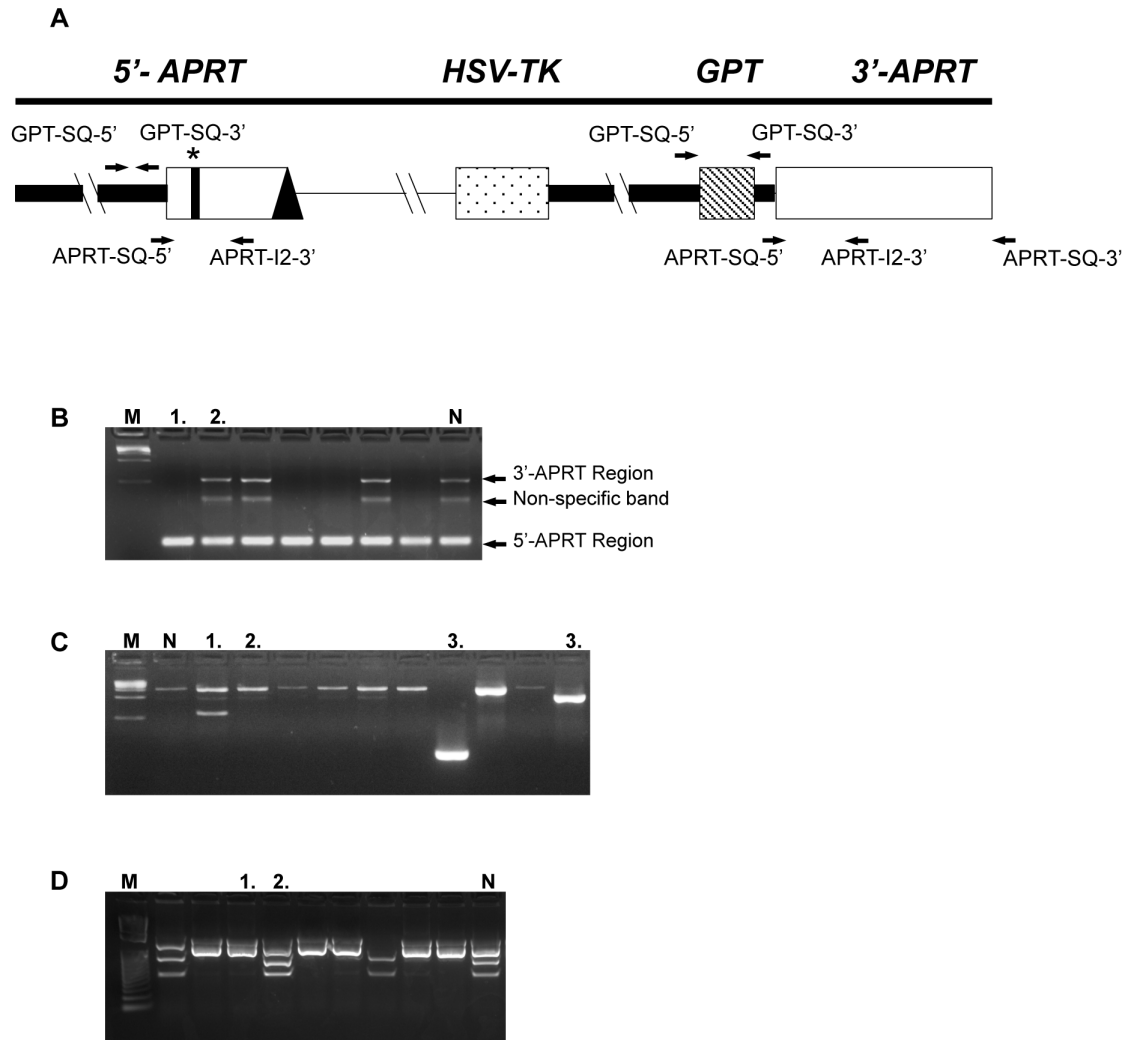 A
5’- APRT HSV-TK GPT 3’-APRT
GPT-SQ-5’ GPT-SQ-3’ GPT-SQ-5’ GPT-SQ-3’
*
APRT-SQ-5’ APRT-I2-3’ APRT-SQ-5’ APRT-I2-3’ APRT-SQ-3’
B
M 1. 2. N
3’-APRT Region
Non-specific band
5’-APRT Region
C
M N 1. 2. 3. 3.
D
M 1. 2. N